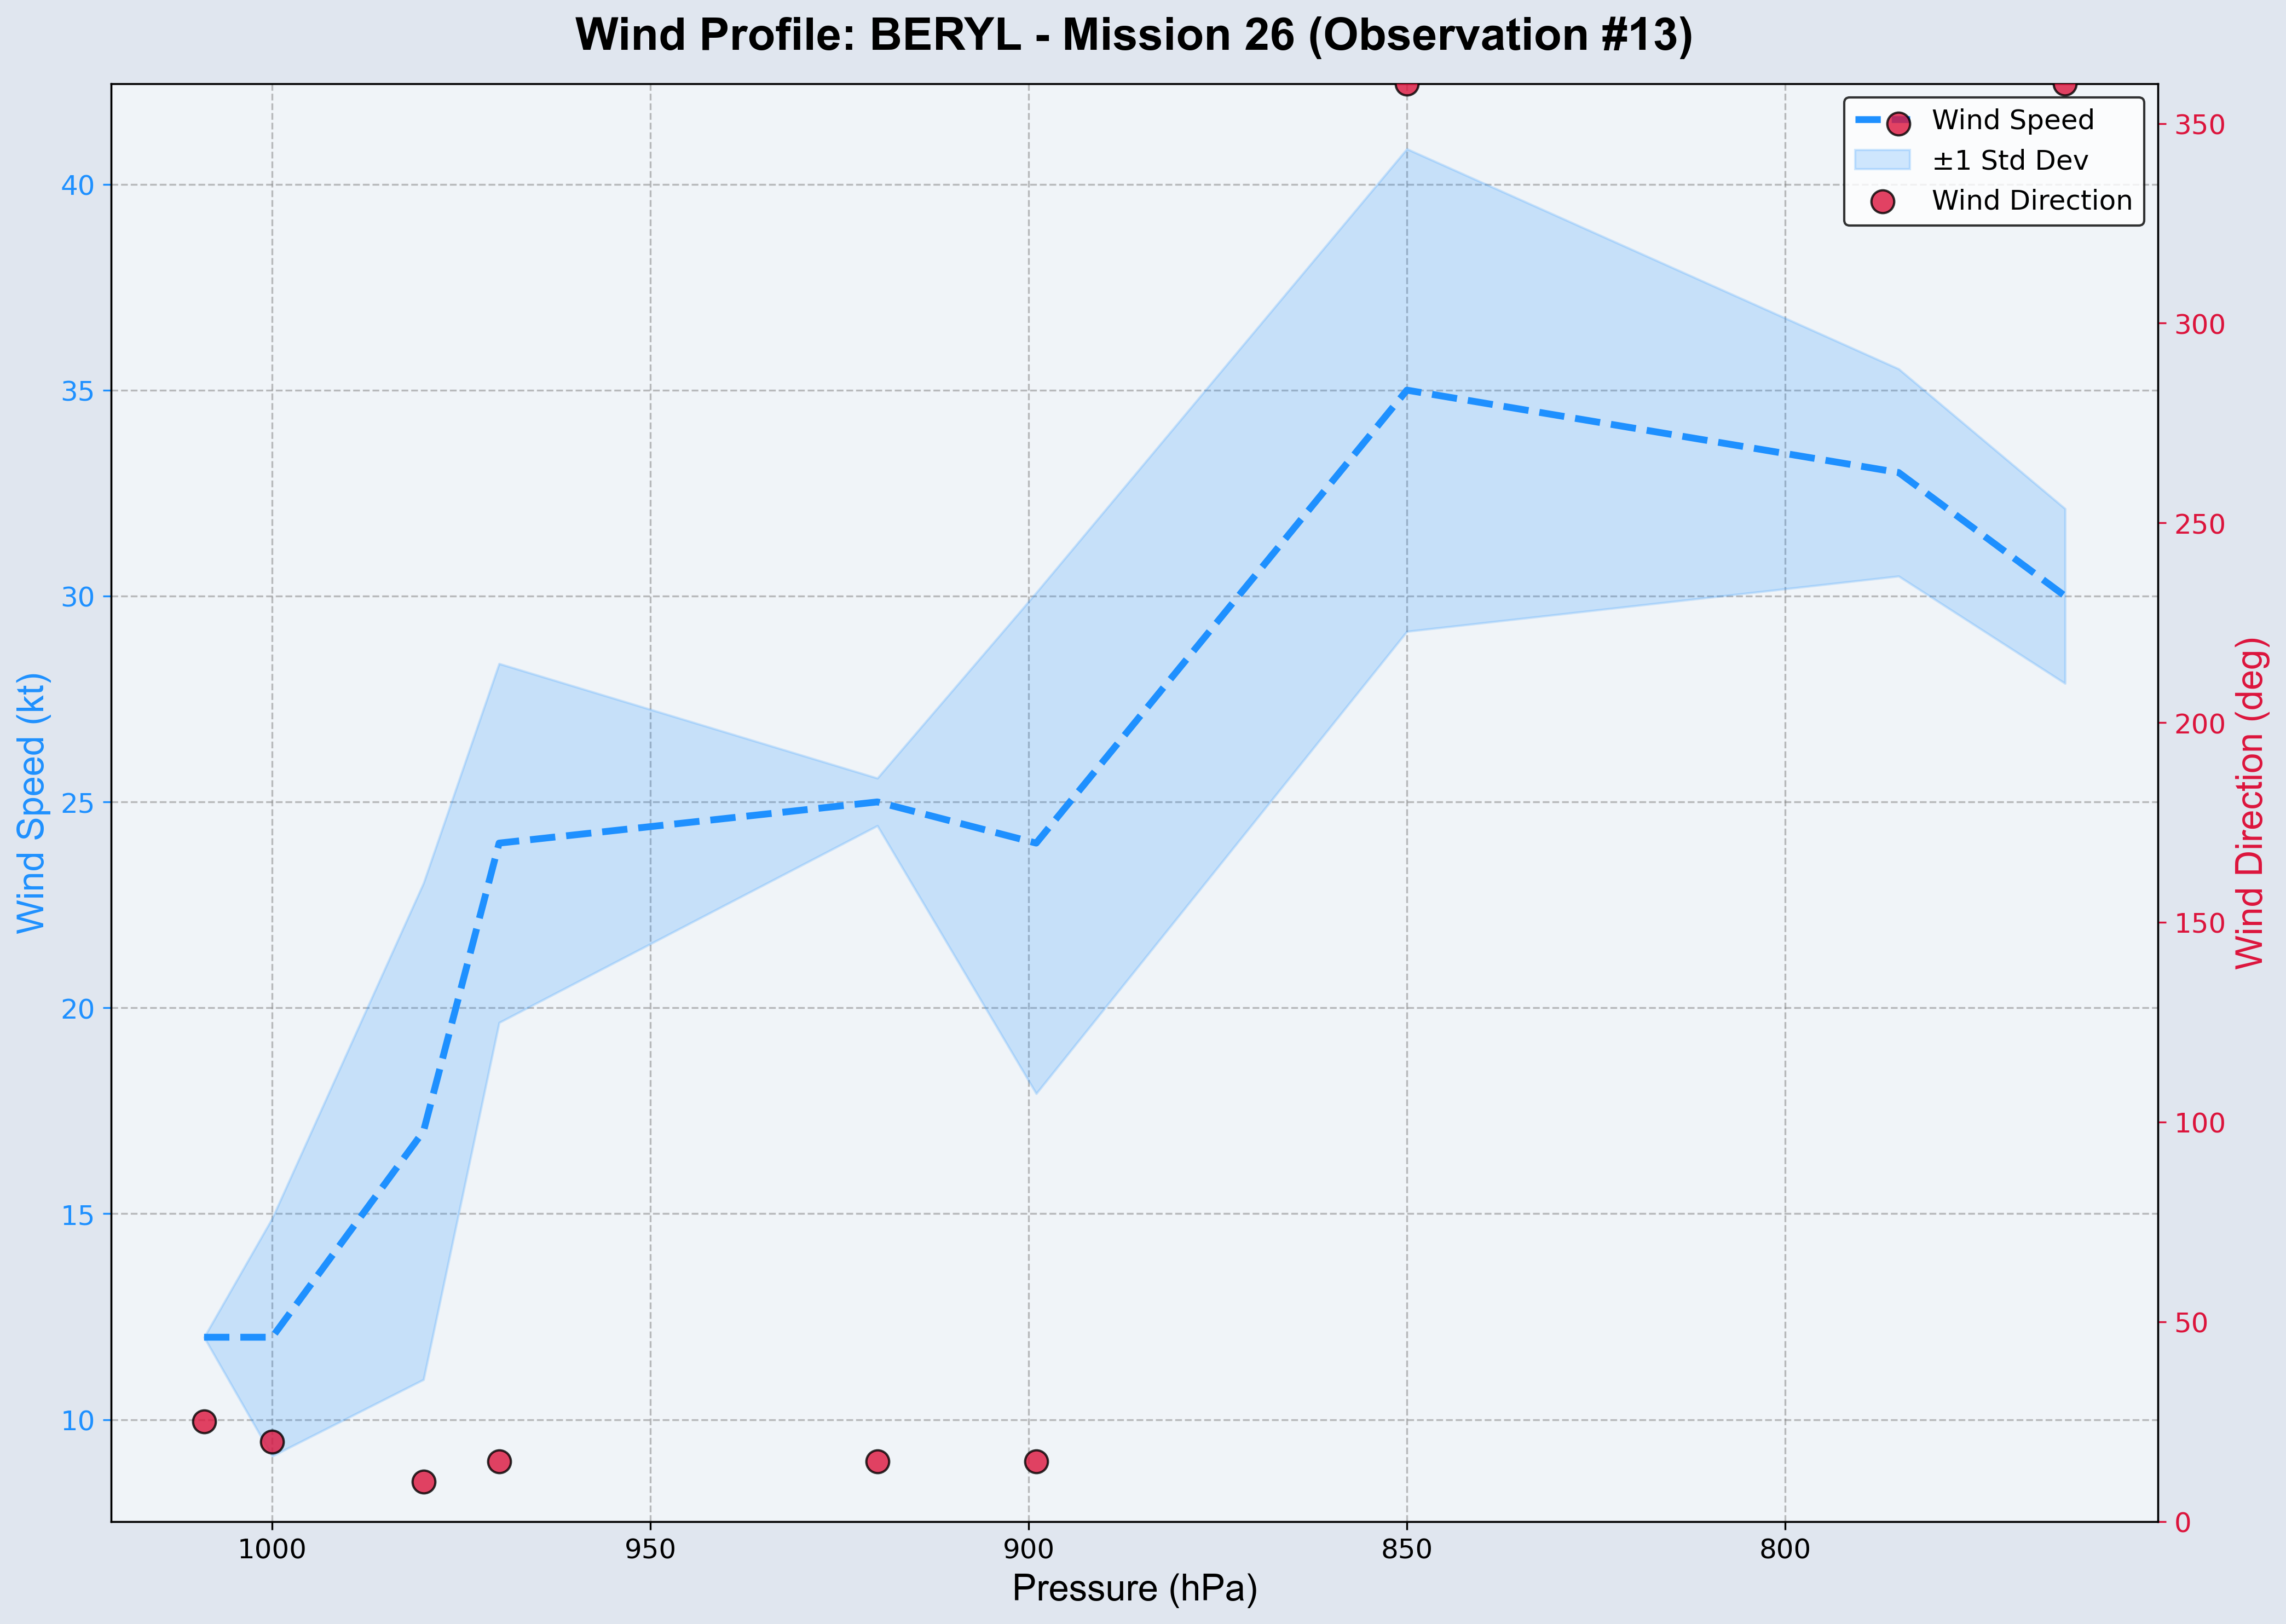 Wind Profile: BERYL - Mission 26 (Observation #13)
Wind Speed
±1 Std Dev
Wind Direction
Wind Speed (kt)
40
35
30
25
20
15
10
350
300
250
200
150
100
50
0
Wind Direction (deg)
1000
950
900
850
800
Pressure (hPa)